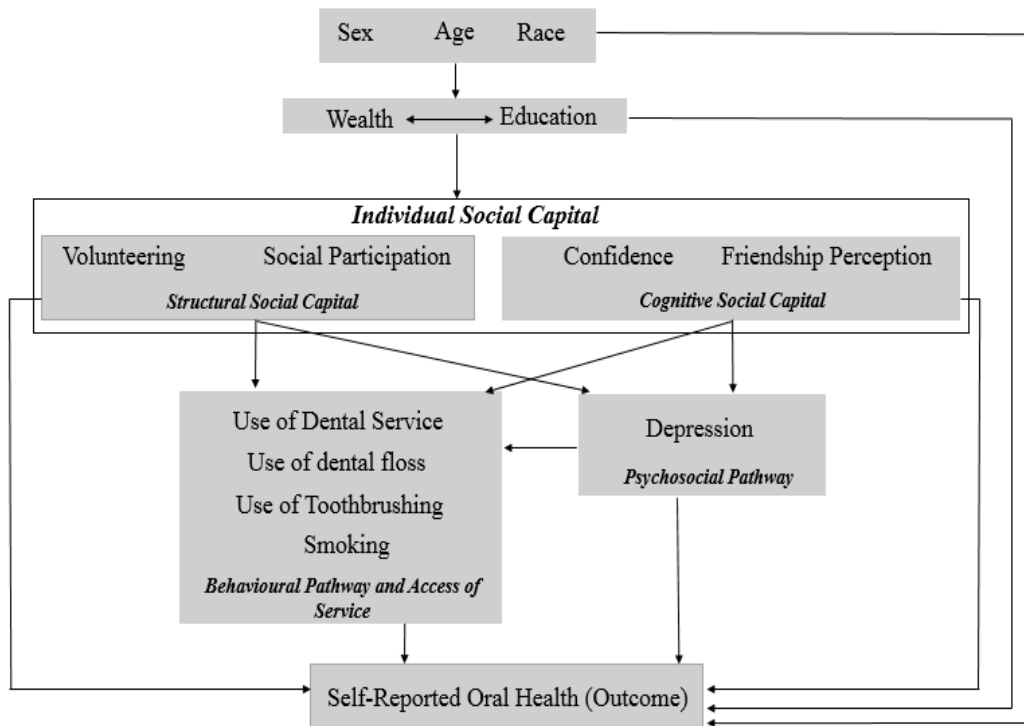 Sex Age Race
Wealth Education
Individual Social Capital
Volunteering Social Participation
Structural Social Capital
Confidence Friendship Perception
Cognitive Social Capital
Use of Dental Service
Use of dental floss
Use of Toothbrushing
Smoking
Behavioural Pathway and Access of
Service
Depression
Psychosocial Pathway
Self-Reported Oral Health (Outcome)